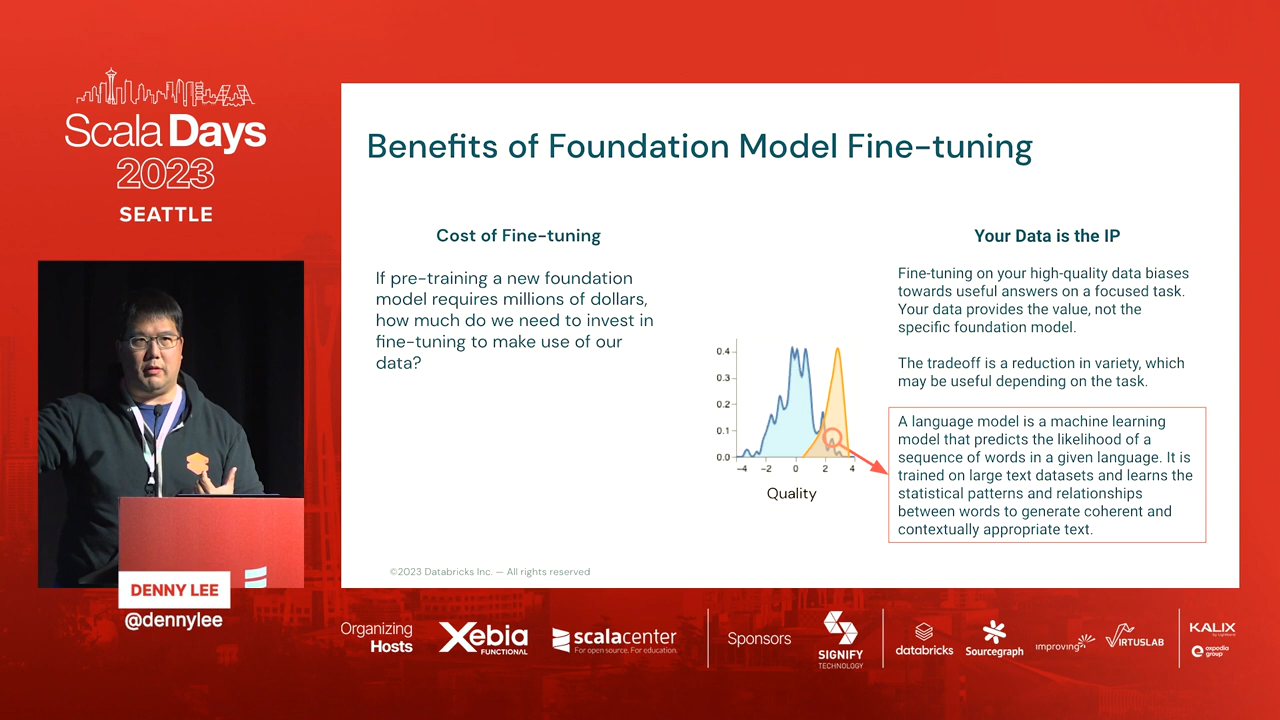 Scala Days
2023
SEATTLE
Benefits of Foundation Model Fine-tuning
Cost of Fine-tuning
If pre-training a new foundation
model requires millions of dollars,
how much do we need to invest in
fine-tuning to make use of our
data?
0.4
0.3
0.2
0.1
0.0
-4 -2 0 2 4
Quality
Your Data is the IP
Fine-tuning on your high-quality data biases
towards useful answers on a focused task.
Your data provides the value, not the
specific foundation model.
The tradeoff is a reduction in variety, which
may be useful depending on the task.
A language model is a machine learning
model that predicts the likelihood of a
sequence of words in a given language. It is
trained on large text datasets and learns the
statistical patterns and relationships
between words to generate coherent and
contextually appropriate text.
©2023 Databricks Inc. — All rights reserved
DENNY LEE
@dennylee
Organizing
Hosts
Xebia
FUNCTIONAL
scalacenter
For open source. For education.
Sponsors
SIGNIFY
TECHNOLOGY
databricks
Sourcegraph
improving
VIRTUSLAB
KALIX
by Lightbend
expedia
group